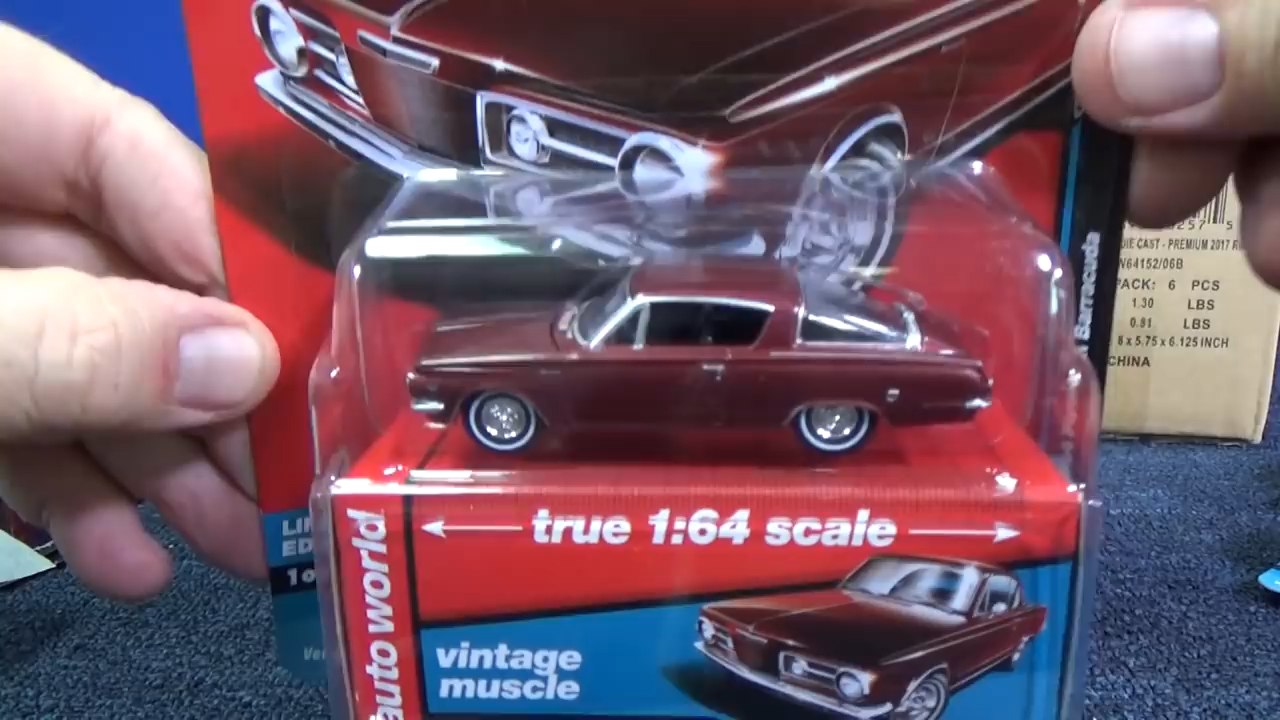 true 1:64 scale
auto world
vintage
muscle
Barracuda
DIE CAST - PREMIUM 2017
64152/06B
PACK: 6 PCS
1.30 LBS
0.81 LBS
8 x 5.75 x 6.125 INCH
CHINA